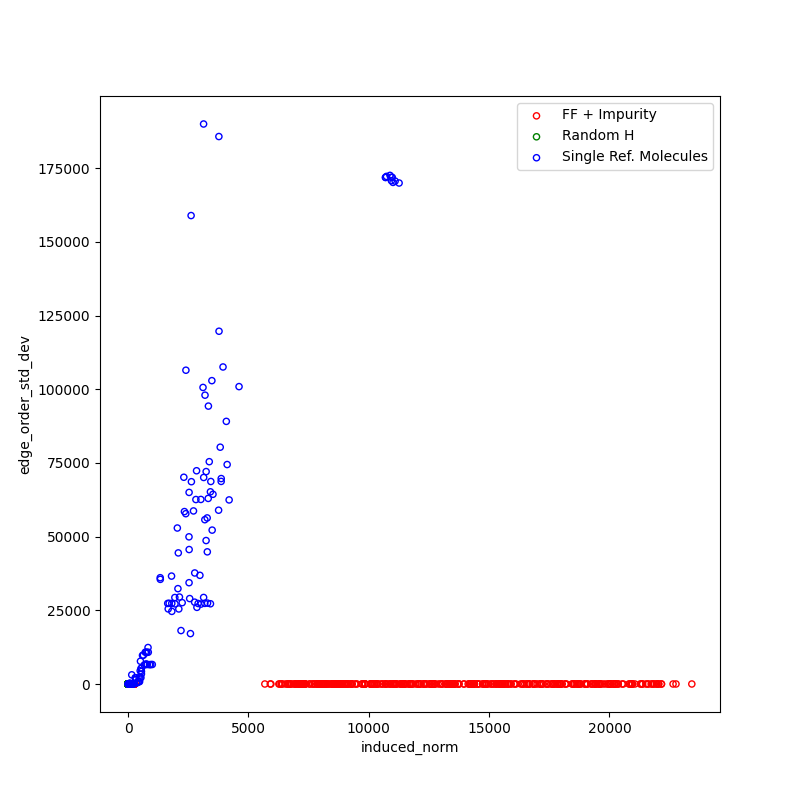 FF + Impurity
Random H
Single Ref. Molecules
175000
150000
125000
100000
75000
50000
25000
0
edge_order_std_dev
0 5000 10000 15000 20000
induced_norm